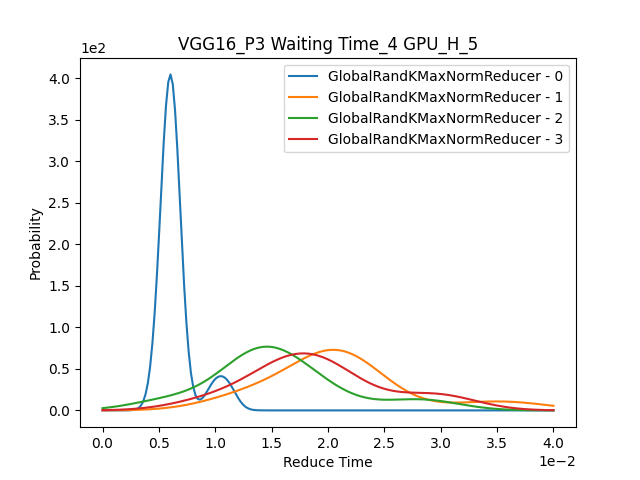 VGG16_P3 Waiting Time_4 GPU_H_5
1e2
GlobalRandKMaxNormReducer - 0
GlobalRandKMaxNormReducer - 1
GlobalRandKMaxNormReducer - 2
GlobalRandKMaxNormReducer - 3
4.0
3.5
3.0
2.5
2.0
1.5
1.0
0.5
0.0
Probability
0.0 0.5 1.0 1.5 2.0 2.5 3.0 3.5 4.0
Reduce Time
1e−2